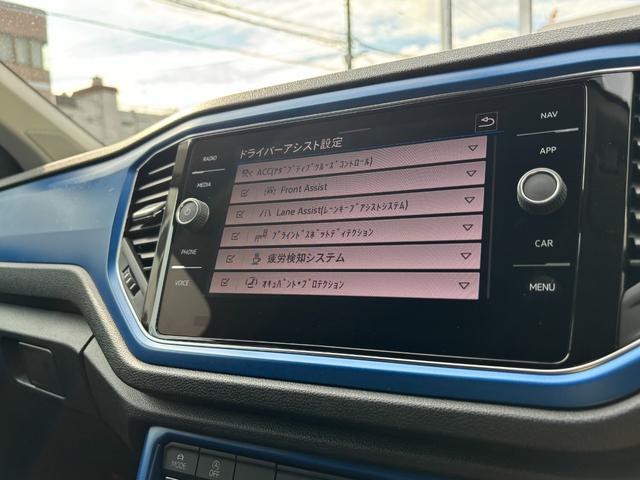 ドライバーアシスト設定
ACC(ｱﾀﾞﾌﾟﾃｨﾌﾞｸﾙｰｽﾞｺﾝﾄﾛｰﾙ)
Front Assist
Lane Assist(ﾚｰﾝｷｰﾌﾟｱｼｽﾄｼｽﾃﾑ)
ﾌﾞﾗｲﾝﾄﾞｽﾎﾟｯﾄﾃﾞｨﾃｸｼｮﾝ
疲労検知システム
ｵｷｭﾊﾟﾝﾄ•ﾌﾟﾛﾃｸｼｮﾝ
RADIO
MEDIA
PHONE
VOICE
NAV
APP
CAR
MENU
MODE
OFF